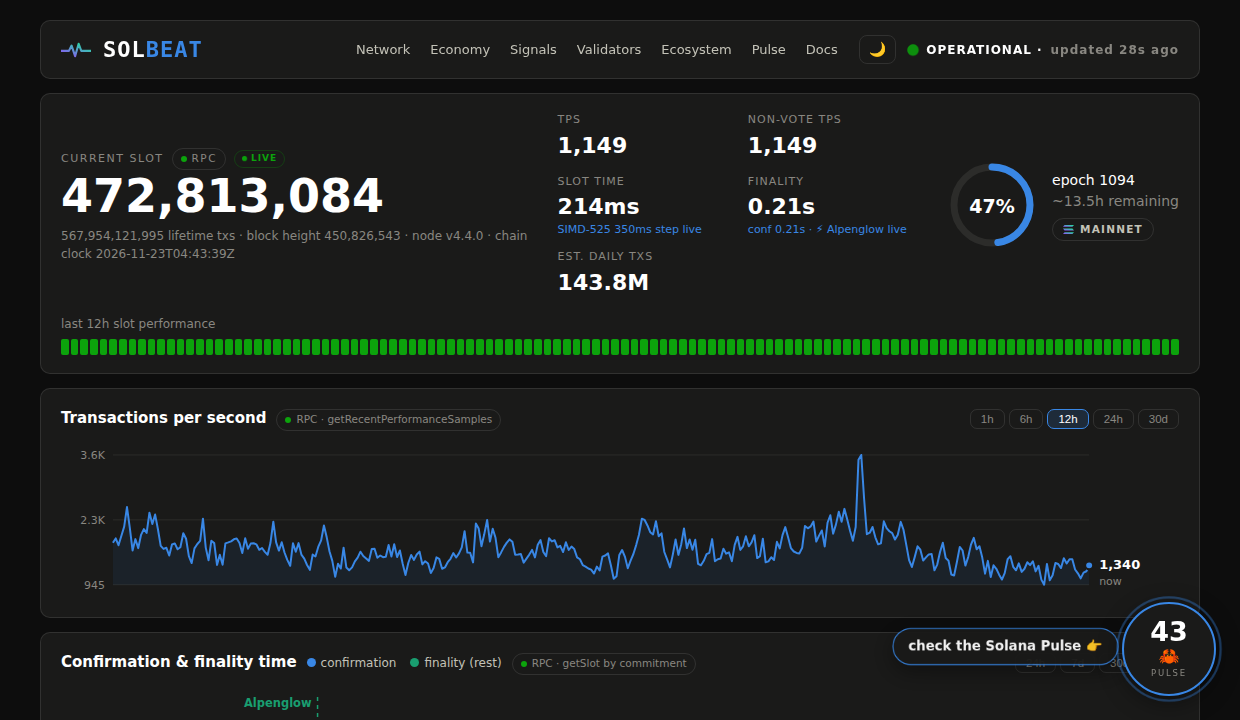 SOLBEAT
Network Economy Signals Validators Ecosystem Pulse Docs
OPERATIONAL · updated 28s ago
CURRENT SLOT RPC LIVE
472,813,084
567,954,121,995 lifetime txs · block height 450,826,543 · node v4.4.0 · chain
clock 2026-11-23T04:43:39Z
TPS
1,149
NON-VOTE TPS
1,149
SLOT TIME
214ms
SIMD-525 350ms step live
FINALITY
0.21s
conf 0.21s · ⚡ Alpenglow live
EST. DAILY TXS
143.8M
47%
epoch 1094
~13.5h remaining
MAINNET
last 12h slot performance
Transactions per second RPC · getRecentPerformanceSamples
1h 6h 12h 24h 30d
3.6K
2.3K
945
1,340
now
Confirmation & finality time confirmation finality (rest) RPC · getSlot by commitment
check the Solana Pulse 👉
43
PULSE
Alpenglow